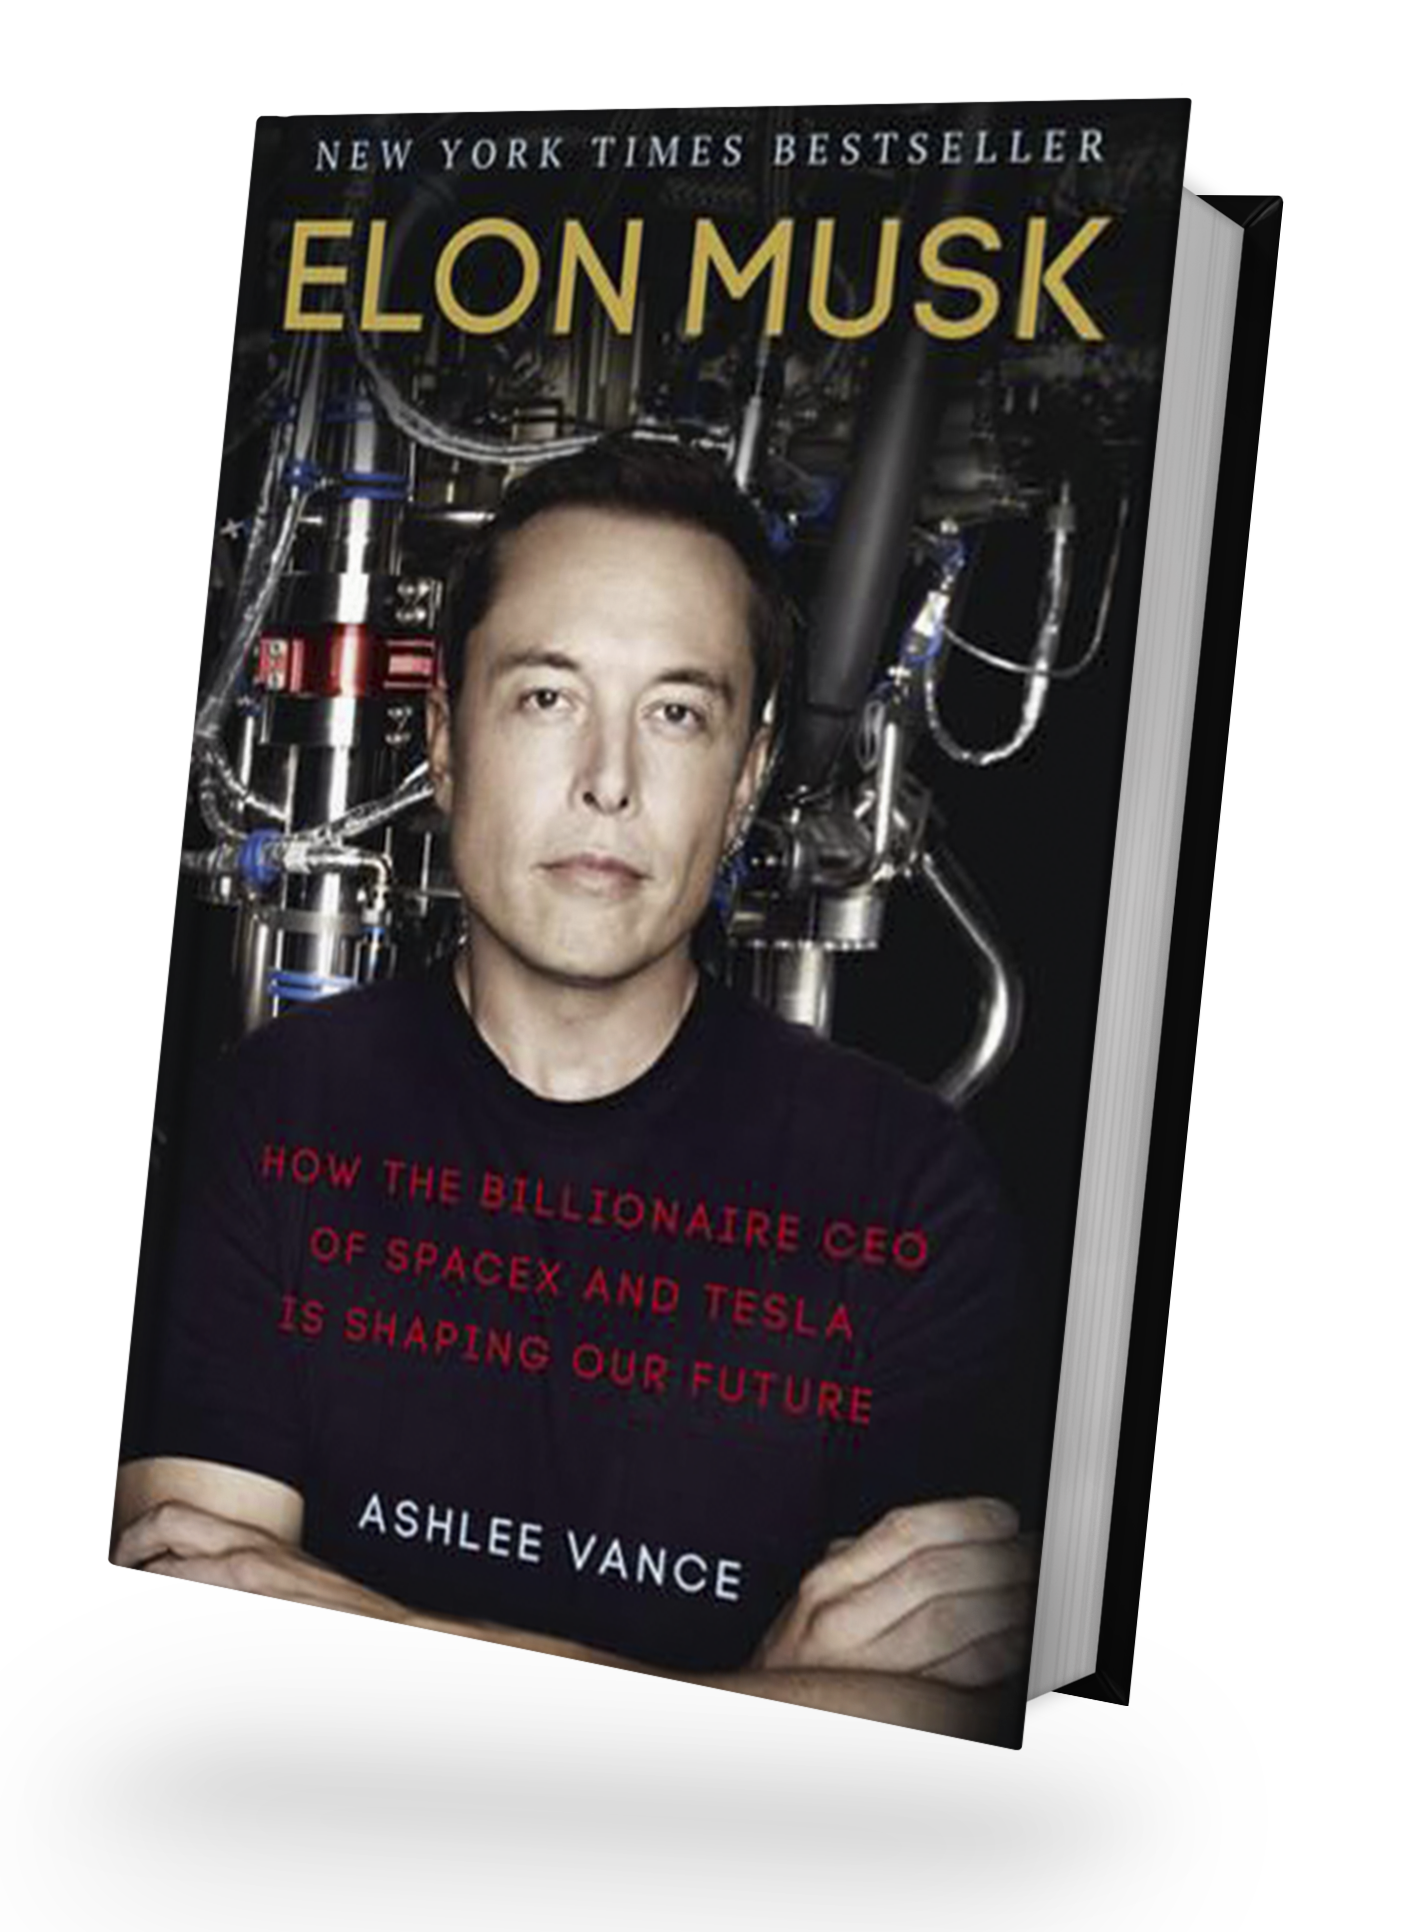 NEW YORK TIMES BESTSELLER
ELON MUSK
HOW THE BILLIONAIRE CEO
OF SPACEX AND TESLA
IS SHAPING OUR FUTURE
ASHLEE VANCE